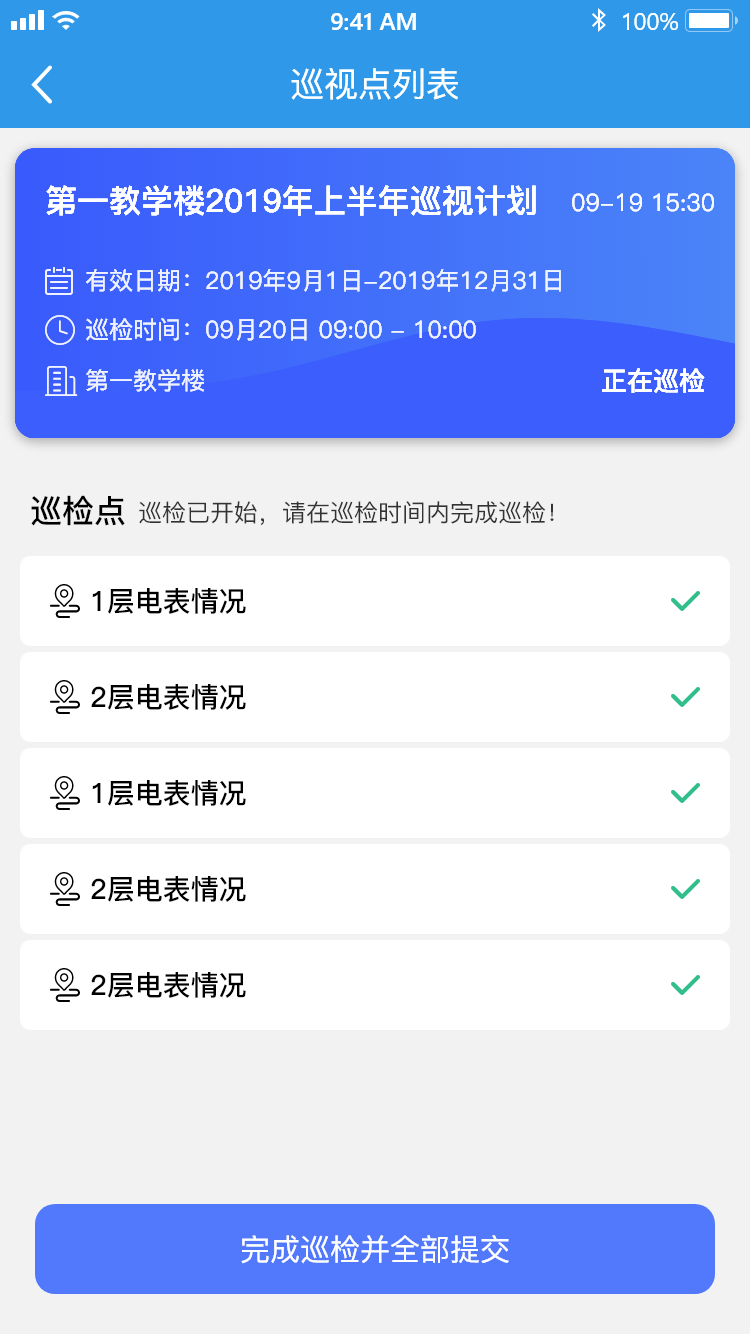 9:41 AM 100%
巡视点列表
第一教学楼2019年上半年巡视计划 09-19 15:30
有效日期：2019年9月1日-2019年12月31日
巡检时间：09月20日 09:00 - 10:00
第一教学楼 正在巡检
巡检点 巡检已开始，请在巡检时间内完成巡检！
1层电表情况
2层电表情况
1层电表情况
2层电表情况
2层电表情况
完成巡检并全部提交